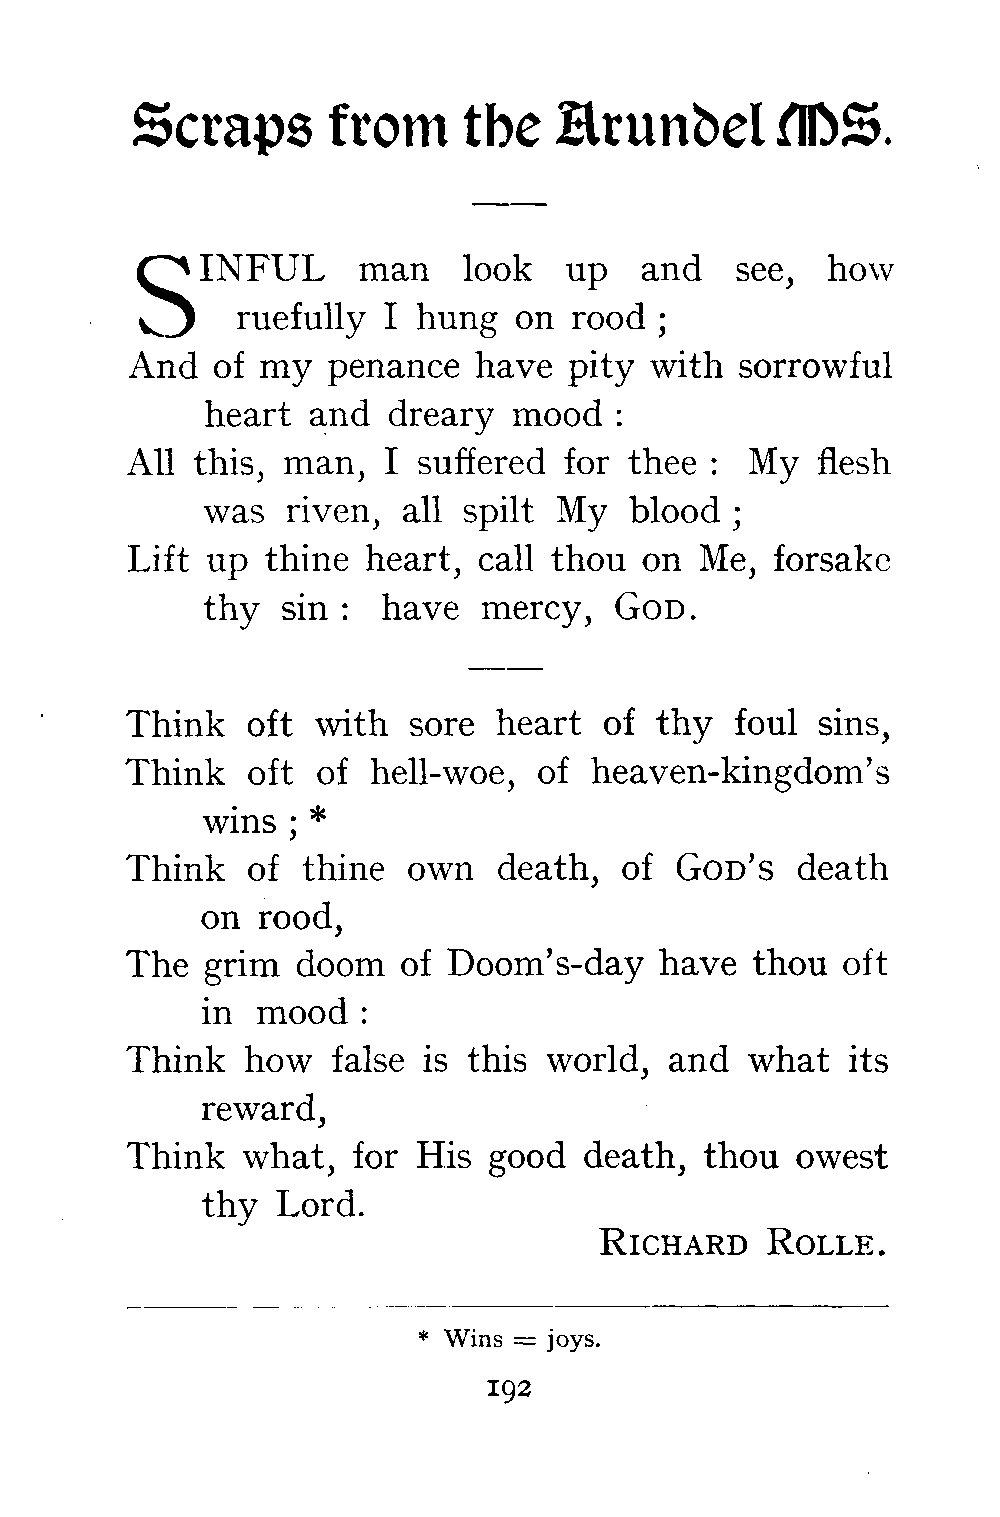 Scraps from the Arundel MS.
SINFUL man look up and see, how
ruefully I hung on rood ;
And of my penance have pity with sorrowful
heart and dreary mood :
All this, man, I suffered for thee : My flesh
was riven, all spilt My blood ;
Lift up thine heart, call thou on Me, forsake
thy sin : have mercy, GOD.
Think oft with sore heart of thy foul sins,
Think oft of hell-woe, of heaven-kingdom's
wins ; *
Think of thine own death, of GOD'S death
on rood,
The grim doom of Doom's-day have thou oft
in mood :
Think how false is this world, and what its
reward,
Think what, for His good death, thou owest
thy Lord.
RICHARD ROLLE.
* Wins = joys.
192